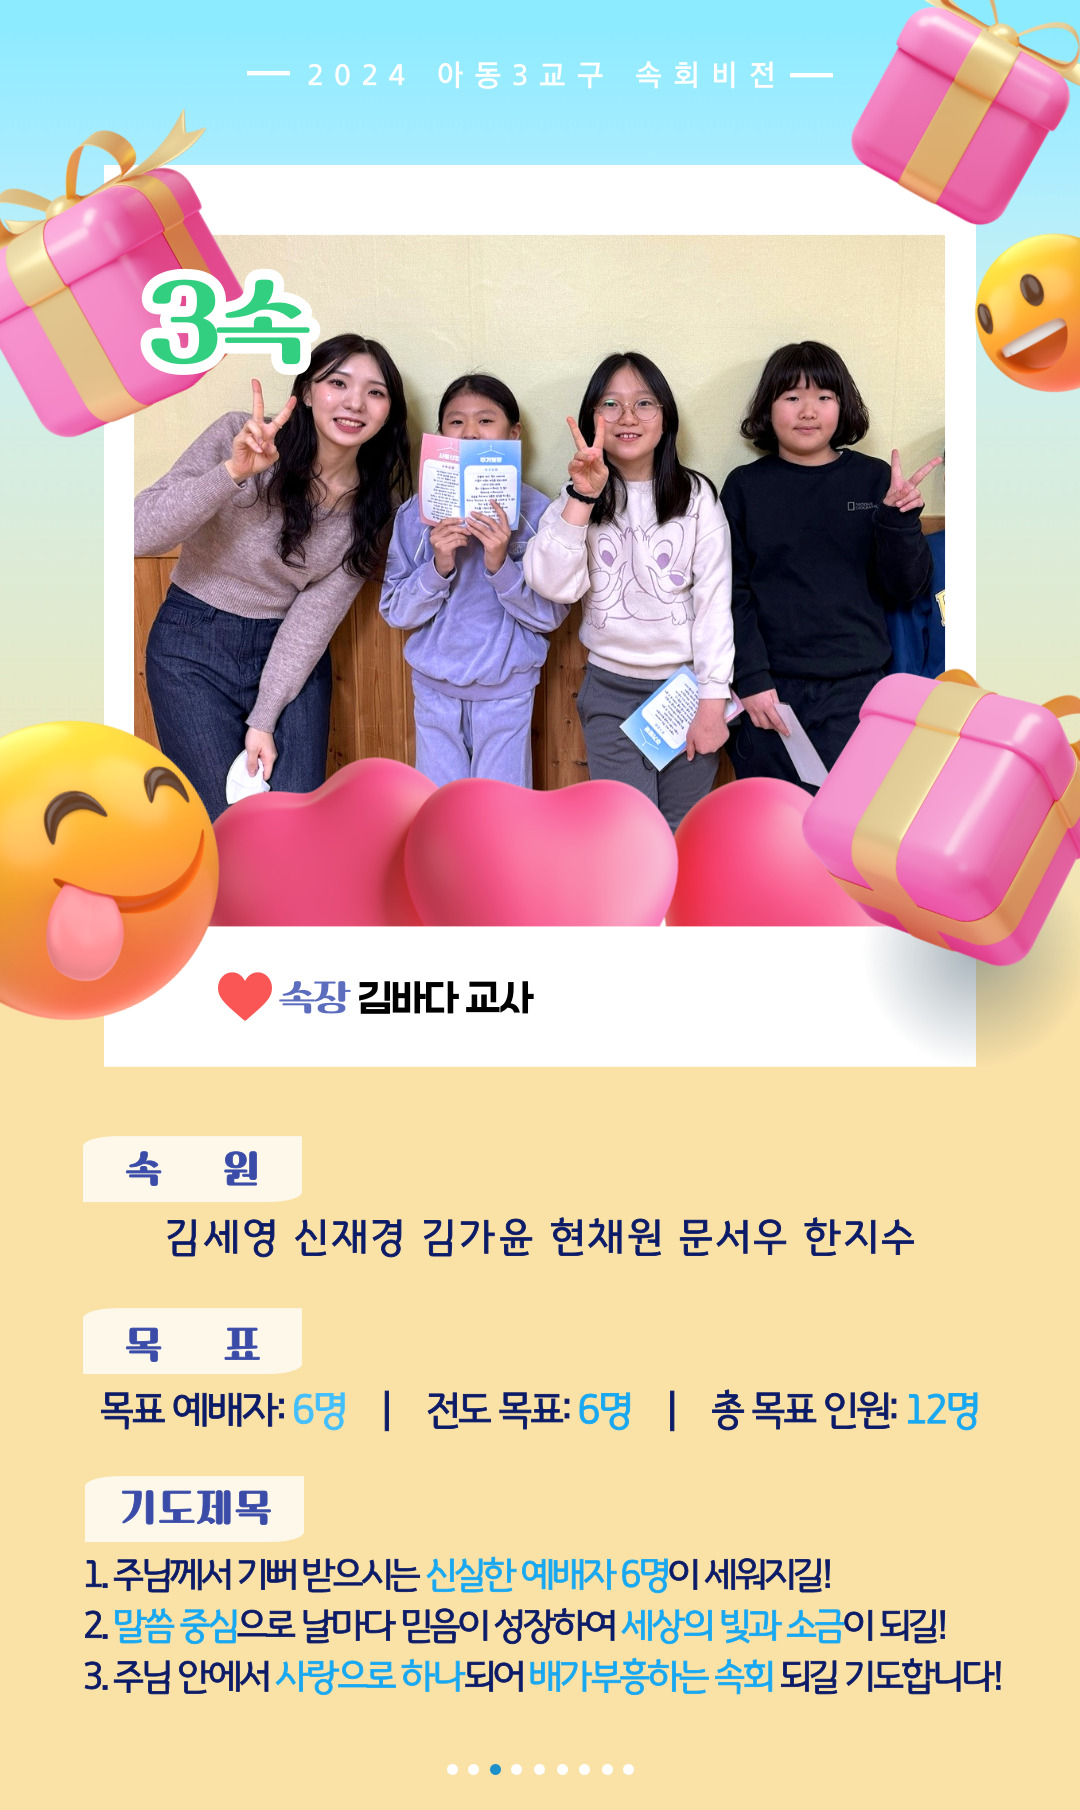 2024 아동3교구 속회비전
3속
NATIONAL
GEOGRAPHIC
속장 김바다 교사
속 원
김세영 신재경 김가윤 현채원 문서우 한지수
목 표
목표 예배자: 6명 | 전도 목표: 6명 | 총 목표 인원: 12명
기도제목
1. 주님께서 기뻐 받으시는 신실한 예배자 6명이 세워지길!
2. 말씀 중심으로 날마다 믿음이 성장하여 세상의 빛과 소금이 되길!
3. 주님 안에서 사랑으로 하나되어 배가부흥하는 속회 되길 기도합니다!